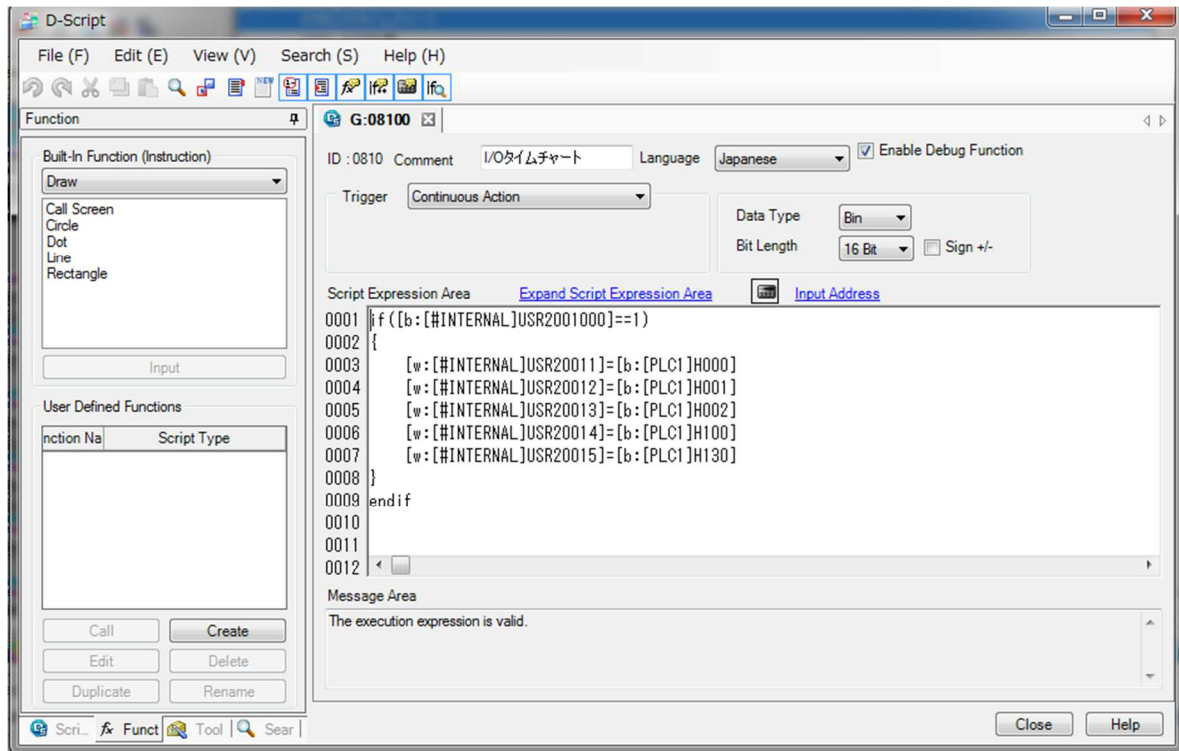 D-Script
File (F) Edit (E) View (V) Search (S) Help (H)
Function
Built-In Function (Instruction)
Draw
Call Screen
Circle
Dot
Line
Rectangle
Input
User Defined Functions
nction Na Script Type
Call Create
Edit Delete
Duplicate Rename
Scri... Funct Tool Sear
G:08100
ID : 0810 Comment I/Oタイムチャート Language Japanese Enable Debug Function
Trigger Continuous Action
Data Type Bin
Bit Length 16 Bit Sign +/-
Script Expression Area Expand Script Expression Area Input Address
0001 if([b:[#INTERNAL]USR2001000]==1)
0002 {
0003 [w:[#INTERNAL]USR20011]=[b:[PLC1]H000]
0004 [w:[#INTERNAL]USR20012]=[b:[PLC1]H001]
0005 [w:[#INTERNAL]USR20013]=[b:[PLC1]H002]
0006 [w:[#INTERNAL]USR20014]=[b:[PLC1]H100]
0007 [w:[#INTERNAL]USR20015]=[b:[PLC1]H130]
0008 }
0009 endif
0010
0011
0012
Message Area
The execution expression is valid.
Close Help